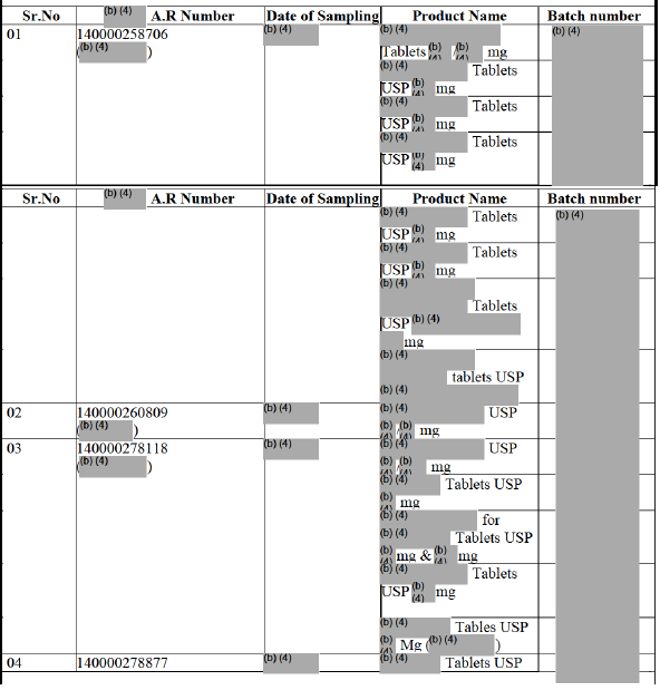 Sr.No (b) (4) A.R Number Date of Sampling Product Name Batch number
01 140000258706 (b) (4) (b) (4) (b) (4)
((b) (4) ) Tablets (b) (4) /(b) (4) mg
(b) (4) Tablets
USP (b) (4) mg
(b) (4) Tablets
USP (b) (4) mg
(b) (4) Tablets
USP (b) (4) mg
Sr.No (b) (4) A.R Number Date of Sampling Product Name Batch number
(b) (4) Tablets (b) (4)
USP (b) (4) mg
(b) (4) Tablets
USP (b) (4) mg
(b) (4)
Tablets
USP (b) (4)
mg
(b) (4)
tablets USP
(b) (4)
02 140000260809 (b) (4) (b) (4) USP
((b) (4) ) (b) (4) /(b) (4) mg
03 140000278118 (b) (4) (b) (4) USP
((b) (4) ) (b) (4) /(b) (4) mg
(b) (4) Tablets USP
(b) (4) mg
(b) (4) for
(b) (4) Tablets USP
(b) (4) mg & (b) (4) mg
(b) (4) Tablets
USP (b) (4) mg
(b) (4) Tables USP
(b) (4) Mg ((b) (4) )
04 140000278877 (b) (4) (b) (4) Tablets USP